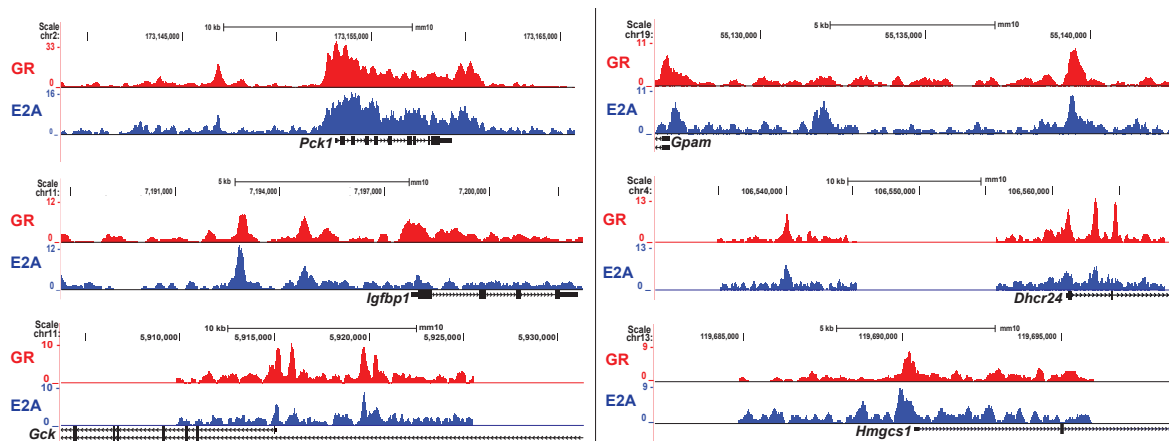 Scale 10 kb mm10
chr2: 173,145,000 173,155,000 173,165,000
33
GR
0
16
E2A
0
Pck1
Scale 5 kb mm10
chr11: 7,191,000 7,194,000 7,197,000 7,200,000
12
GR
0
12
E2A
0
Igfbp1
Scale 10 kb mm10
chr11: 5,910,000 5,915,000 5,920,000 5,925,000 5,930,000
10
GR
0
10
E2A
0
Gck
Scale 5 kb mm10
chr19: 55,130,000 55,135,000 55,140,000
11
GR
0
11
E2A
0
Gpam
Scale 10 kb mm10
chr4: 106,540,000 106,550,000 106,560,000
13
GR
0
13
E2A
0
Dhcr24
Scale 5 kb mm10
chr13: 119,685,000 119,690,000 119,695,000
9
GR
0
9
E2A
0
Hmgcs1